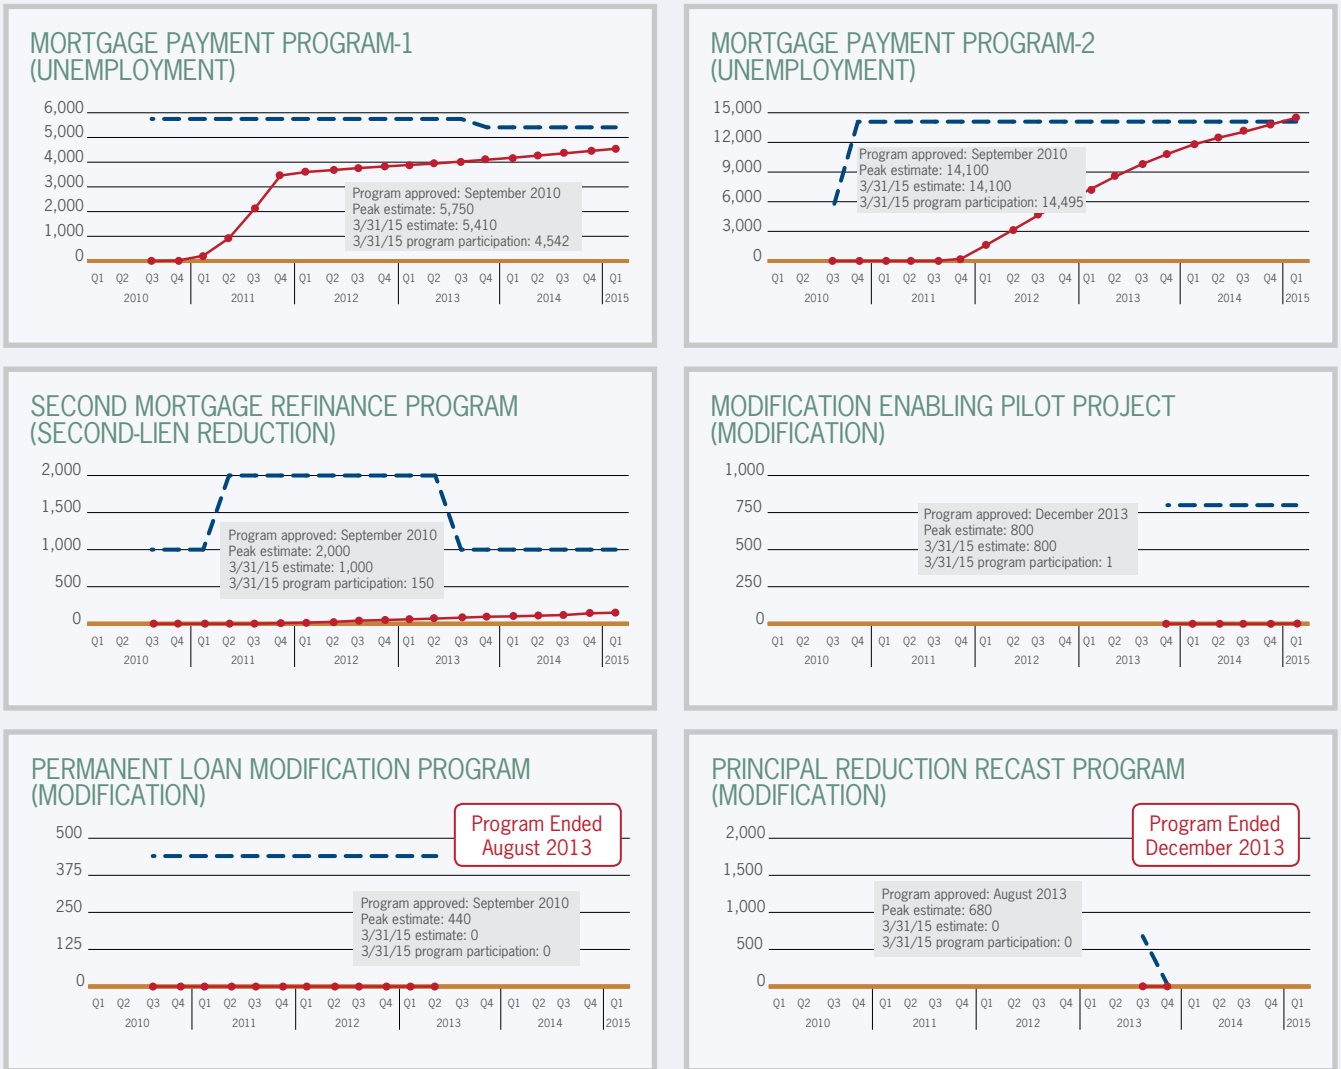 MORTGAGE PAYMENT PROGRAM-1
(UNEMPLOYMENT)
6,000
5,000
4,000
3,000
2,000
1,000
0
Program approved: September 2010
Peak estimate: 5,750
3/31/15 estimate: 5,410
3/31/15 program participation: 4,542
Q1 Q2 Q3 Q4 Q1 Q2 Q3 Q4 Q1 Q2 Q3 Q4 Q1 Q2 Q3 Q4 Q1 Q2 Q3 Q4 Q1
2010 2011 2012 2013 2014 2015
MORTGAGE PAYMENT PROGRAM-2
(UNEMPLOYMENT)
15,000
12,000
9,000
6,000
3,000
0
Program approved: September 2010
Peak estimate: 14,100
3/31/15 estimate: 14,100
3/31/15 program participation: 14,495
Q1 Q2 Q3 Q4 Q1 Q2 Q3 Q4 Q1 Q2 Q3 Q4 Q1 Q2 Q3 Q4 Q1 Q2 Q3 Q4 Q1
2010 2011 2012 2013 2014 2015
SECOND MORTGAGE REFINANCE PROGRAM
(SECOND-LIEN REDUCTION)
2,000
1,500
1,000
500
0
Program approved: September 2010
Peak estimate: 2,000
3/31/15 estimate: 1,000
3/31/15 program participation: 150
Q1 Q2 Q3 Q4 Q1 Q2 Q3 Q4 Q1 Q2 Q3 Q4 Q1 Q2 Q3 Q4 Q1 Q2 Q3 Q4 Q1
2010 2011 2012 2013 2014 2015
MODIFICATION ENABLING PILOT PROJECT
(MODIFICATION)
1,000
750
500
250
0
Program approved: December 2013
Peak estimate: 800
3/31/15 estimate: 800
3/31/15 program participation: 1
Q1 Q2 Q3 Q4 Q1 Q2 Q3 Q4 Q1 Q2 Q3 Q4 Q1 Q2 Q3 Q4 Q1 Q2 Q3 Q4 Q1
2010 2011 2012 2013 2014 2015
PERMANENT LOAN MODIFICATION PROGRAM
(MODIFICATION)
Program Ended
August 2013
500
375
250
125
0
Program approved: September 2010
Peak estimate: 440
3/31/15 estimate: 0
3/31/15 program participation: 0
Q1 Q2 Q3 Q4 Q1 Q2 Q3 Q4 Q1 Q2 Q3 Q4 Q1 Q2 Q3 Q4 Q1 Q2 Q3 Q4 Q1
2010 2011 2012 2013 2014 2015
PRINCIPAL REDUCTION RECAST PROGRAM
(MODIFICATION)
Program Ended
December 2013
2,000
1,500
1,000
500
0
Program approved: August 2013
Peak estimate: 680
3/31/15 estimate: 0
3/31/15 program participation: 0
Q1 Q2 Q3 Q4 Q1 Q2 Q3 Q4 Q1 Q2 Q3 Q4 Q1 Q2 Q3 Q4 Q1 Q2 Q3 Q4 Q1
2010 2011 2012 2013 2014 2015